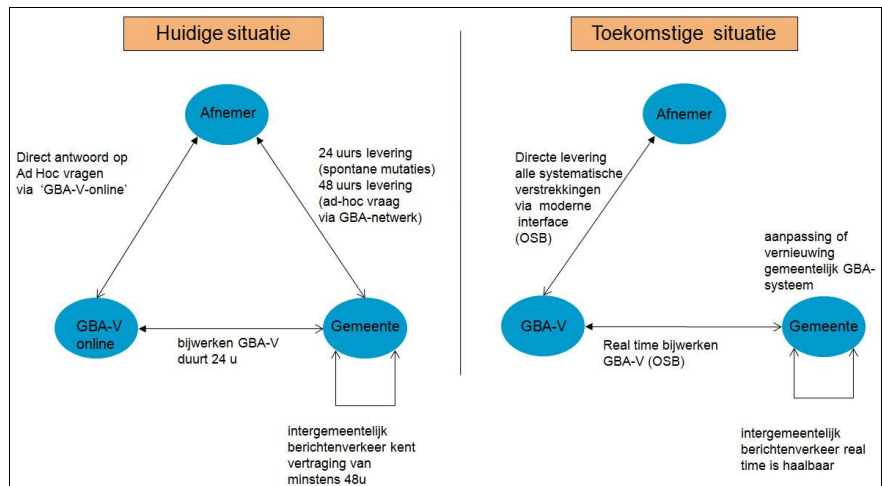 Huidige situatie
Afnemer
Direct antwoord op
Ad Hoc vragen
via ‘GBA-V-online’
24 uurs levering
(spontane mutaties)
48 uurs levering
(ad-hoc vraag
via GBA-netwerk)
GBA-V
online
bijwerken GBA-V
duurt 24 u
Gemeente
intergemeentelijk
berichtenverkeer kent
vertraging van
minstens 48u
Toekomstige situatie
Afnemer
Directe levering
alle systematische
verstrekkingen
via moderne
interface
(OSB)
aanpassing of
vernieuwing
gemeentelijk GBA-
systeem
GBA-V
Real time bijwerken
GBA-V (OSB)
Gemeente
intergemeentelijk
berichtenverkeer real
time is haalbaar